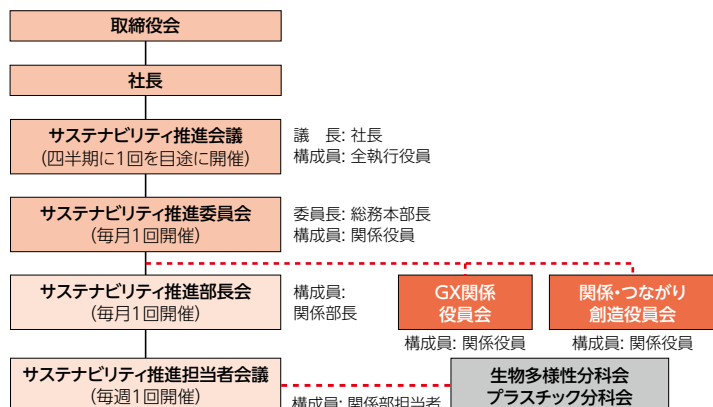 取締役会
社長
サステナビリティ推進会議
(四半期に1回を目途に開催)
議　長: 社長
構成員: 全執行役員
サステナビリティ推進委員会
(毎月1回開催)
委員長: 総務本部長
構成員: 関係役員
サステナビリティ推進部長会
(毎月1回開催)
構成員:
関係部長
GX関係
役員会
構成員: 関係役員
関係・つながり
創造役員会
構成員: 関係役員
サステナビリティ推進担当者会議
(毎週1回開催)
構成員: 関係部担当者
生物多様性分科会
プラスチック分科会